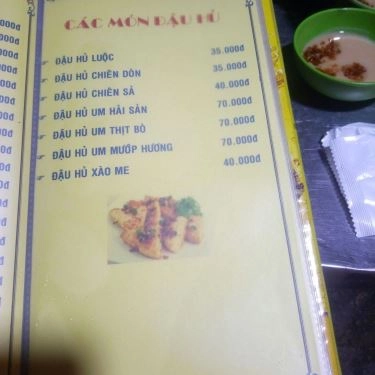 CÁC MÓN ĐẬU HỦ
ĐẬU HỦ LUỘC 35.000đ
ĐẬU HỦ CHIÊN DÒN 35.000đ
ĐẬU HỦ CHIÊN SẢ 40.000đ
ĐẬU HỦ UM HẢI SẢN 70.000đ
ĐẬU HỦ UM THỊT BÒ 70.000đ
ĐẬU HỦ UM MƯỚP HƯƠNG 70.000đ
ĐẬU HỦ XÀO ME 40.000đ